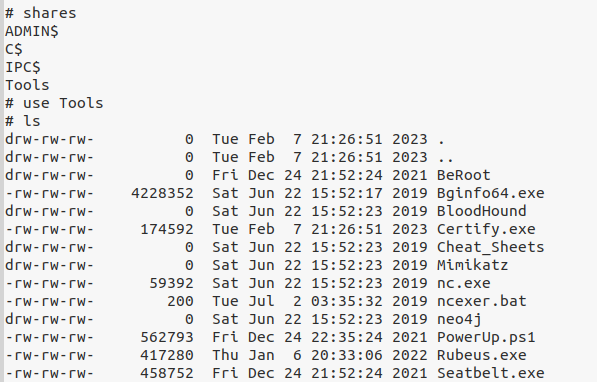 # shares
ADMIN$
C$
IPC$
Tools
# use Tools
# ls
drw-rw-rw-          0  Tue Feb  7 21:26:51 2023 .
drw-rw-rw-          0  Tue Feb  7 21:26:51 2023 ..
drw-rw-rw-          0  Fri Dec 24 21:52:24 2021 BeRoot
-rw-rw-rw-    4228352  Sat Jun 22 15:52:17 2019 Bginfo64.exe
drw-rw-rw-          0  Sat Jun 22 15:52:23 2019 BloodHound
-rw-rw-rw-     174592  Tue Feb  7 21:26:51 2023 Certify.exe
drw-rw-rw-          0  Sat Jun 22 15:52:23 2019 Cheat_Sheets
drw-rw-rw-          0  Sat Jun 22 15:52:23 2019 Mimikatz
-rw-rw-rw-      59392  Sat Jun 22 15:52:23 2019 nc.exe
-rw-rw-rw-        200  Tue Jul  2 03:35:32 2019 ncexer.bat
drw-rw-rw-          0  Sat Jun 22 15:52:23 2019 neo4j
-rw-rw-rw-     562793  Fri Dec 24 22:35:24 2021 PowerUp.ps1
-rw-rw-rw-     417280  Thu Jan  6 20:33:06 2022 Rubeus.exe
-rw-rw-rw-     458752  Fri Dec 24 21:52:24 2021 Seatbelt.exe